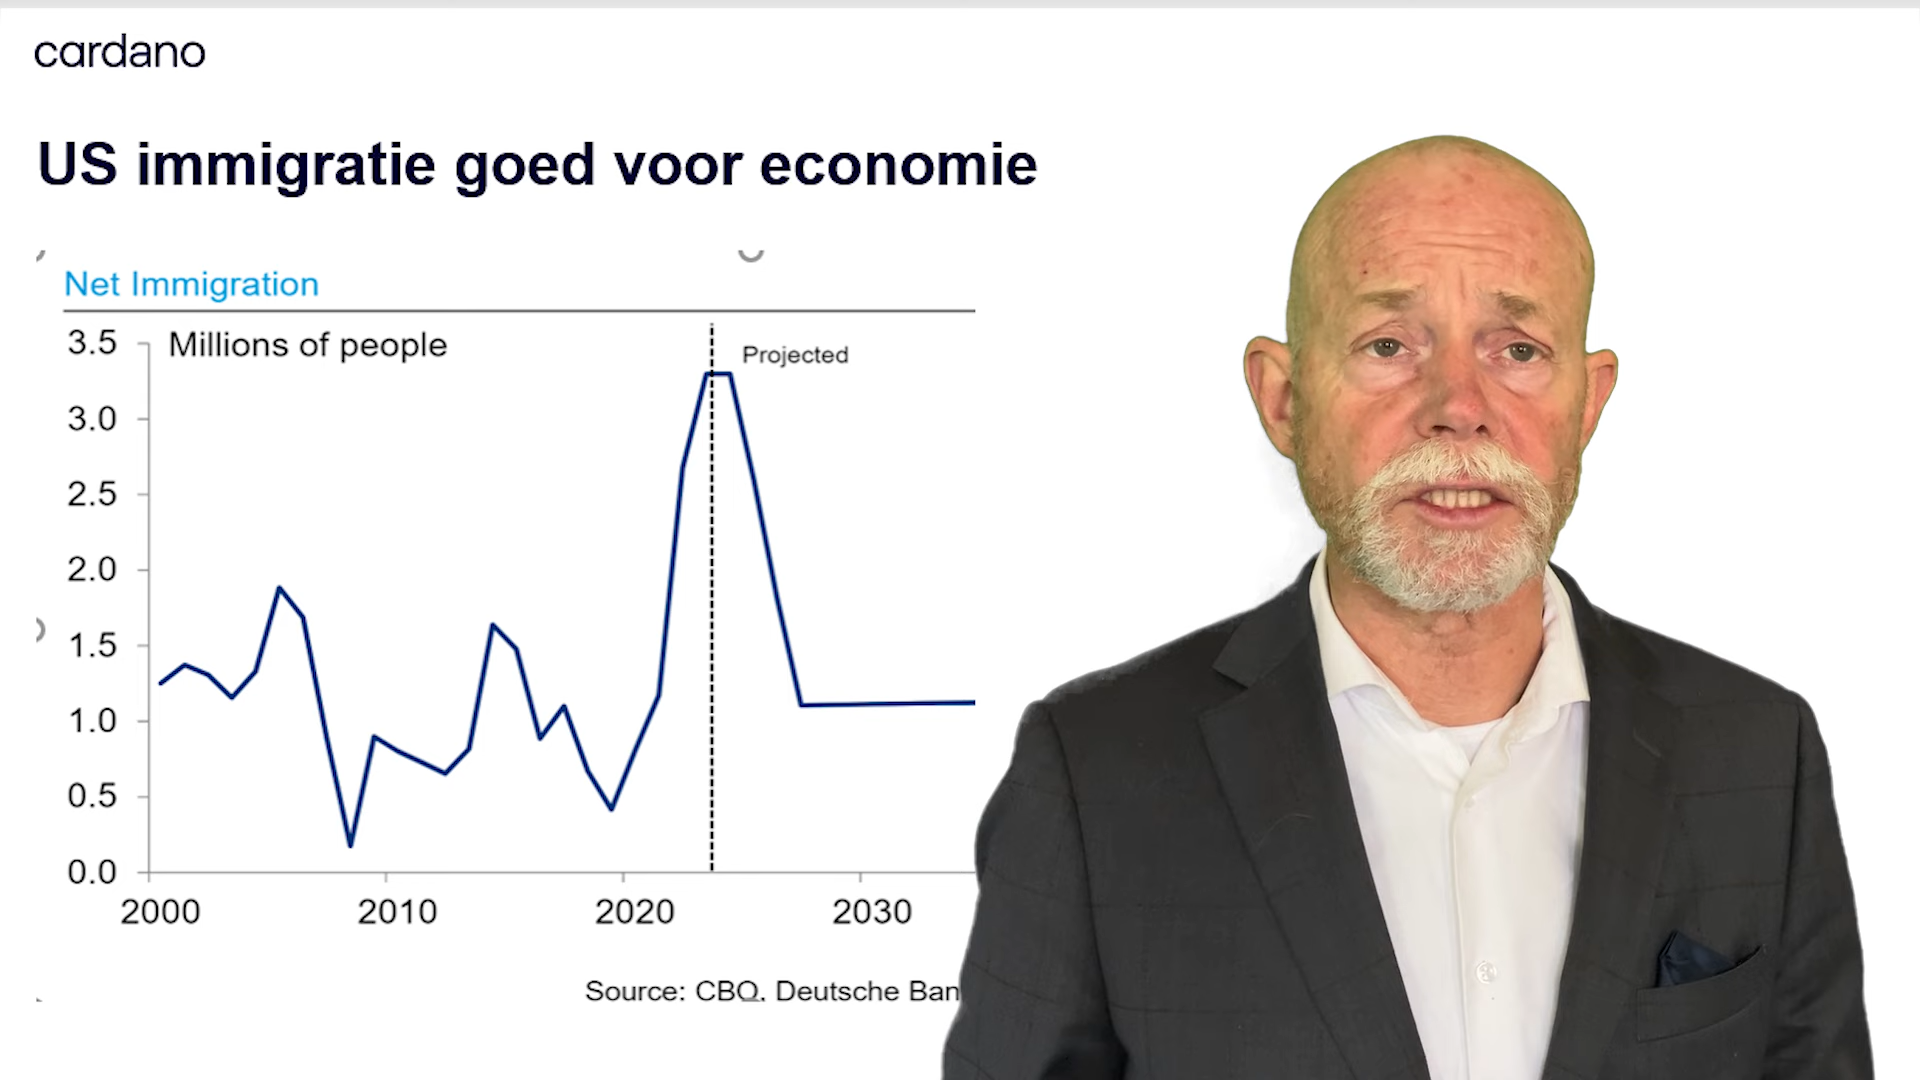 cardano
US immigratie goed voor economie
Net Immigration
3.5 Millions of people
Projected
3.0
2.5
2.0
1.5
1.0
0.5
0.0
2000 2010 2020 2030
Source: CBO, Deutsche Ban